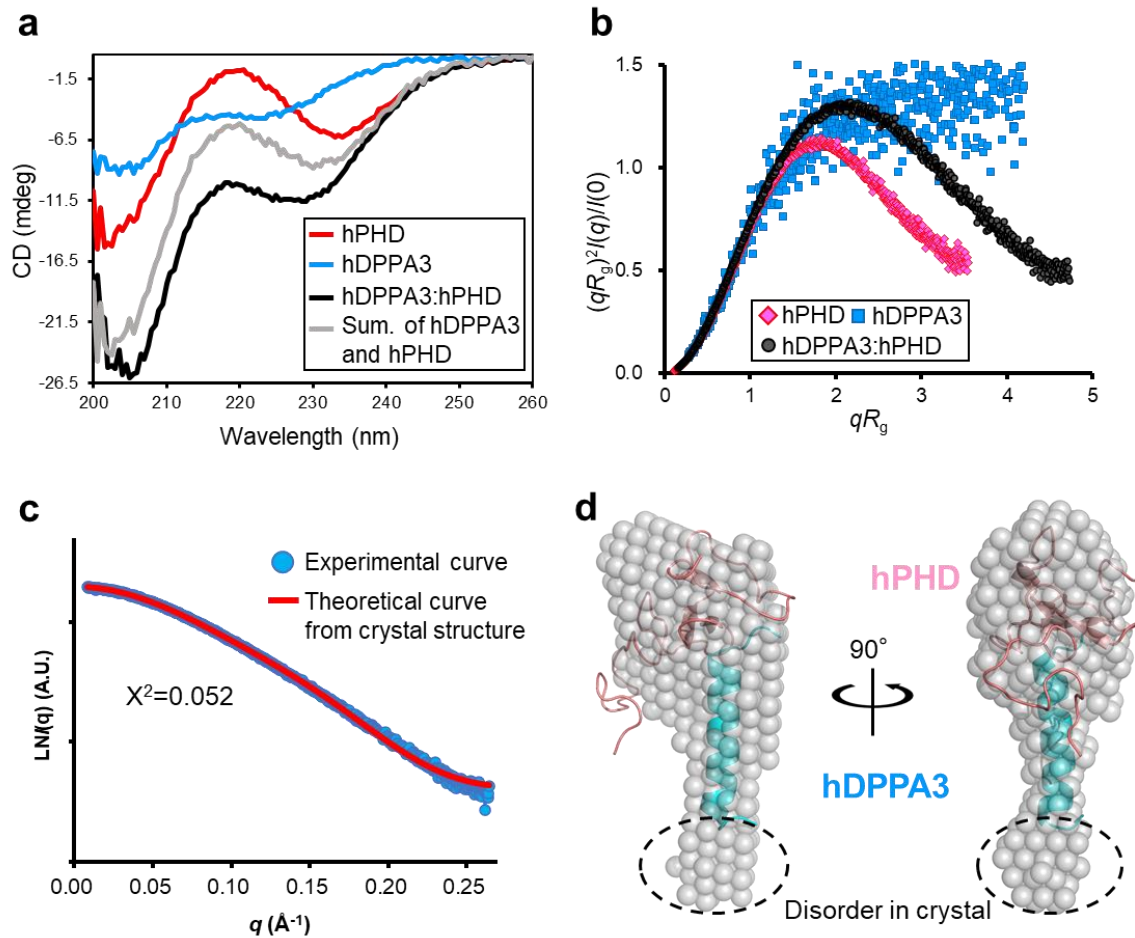 a
CD (mdeg)
-1.5
-6.5
-11.5
-16.5
-21.5
-26.5
hPHD
hDPPA3
hDPPA3:hPHD
Sum. of hDPPA3
and hPHD
200 210 220 230 240 250 260
Wavelength (nm)
b
(qRg)²I(q)/I(0)
1.5
1.0
0.5
0.0
hPHD hDPPA3
hDPPA3:hPHD
0 1 2 3 4 5
qRg
c
LNI(q) (A.U.)
Experimental curve
Theoretical curve
from crystal structure
X²=0.052
0.00 0.05 0.10 0.15 0.20 0.25
q (Å⁻¹)
d
hPHD
90°
hDPPA3
Disorder in crystal